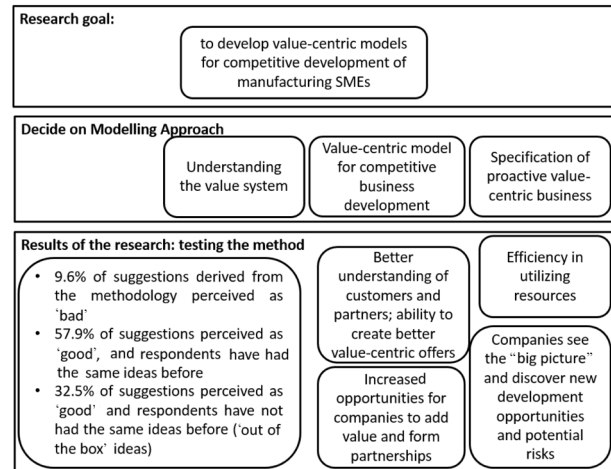 Research goal:
to develop value-centric models
for competitive development of
manufacturing SMEs
Decide on Modelling Approach
Understanding
the value system
Value-centric model
for competitive
business
development
Specification of
proactive value-
centric business
Results of the research: testing the method
• 9.6% of suggestions derived from
the methodology perceived as
‘bad’
• 57.9% of suggestions perceived as
‘good’, and respondents have had
the same ideas before
• 32.5% of suggestions perceived as
‘good’ and respondents have not
had the same ideas before (‘out of
the box’ ideas)
Better
understanding of
customers and
partners; ability to
create better
value-centric offers
Efficiency in
utilizing
resources
Increased
opportunities for
companies to add
value and form
partnerships
Companies see
the “big picture”
and discover new
development
opportunities
and potential
risks